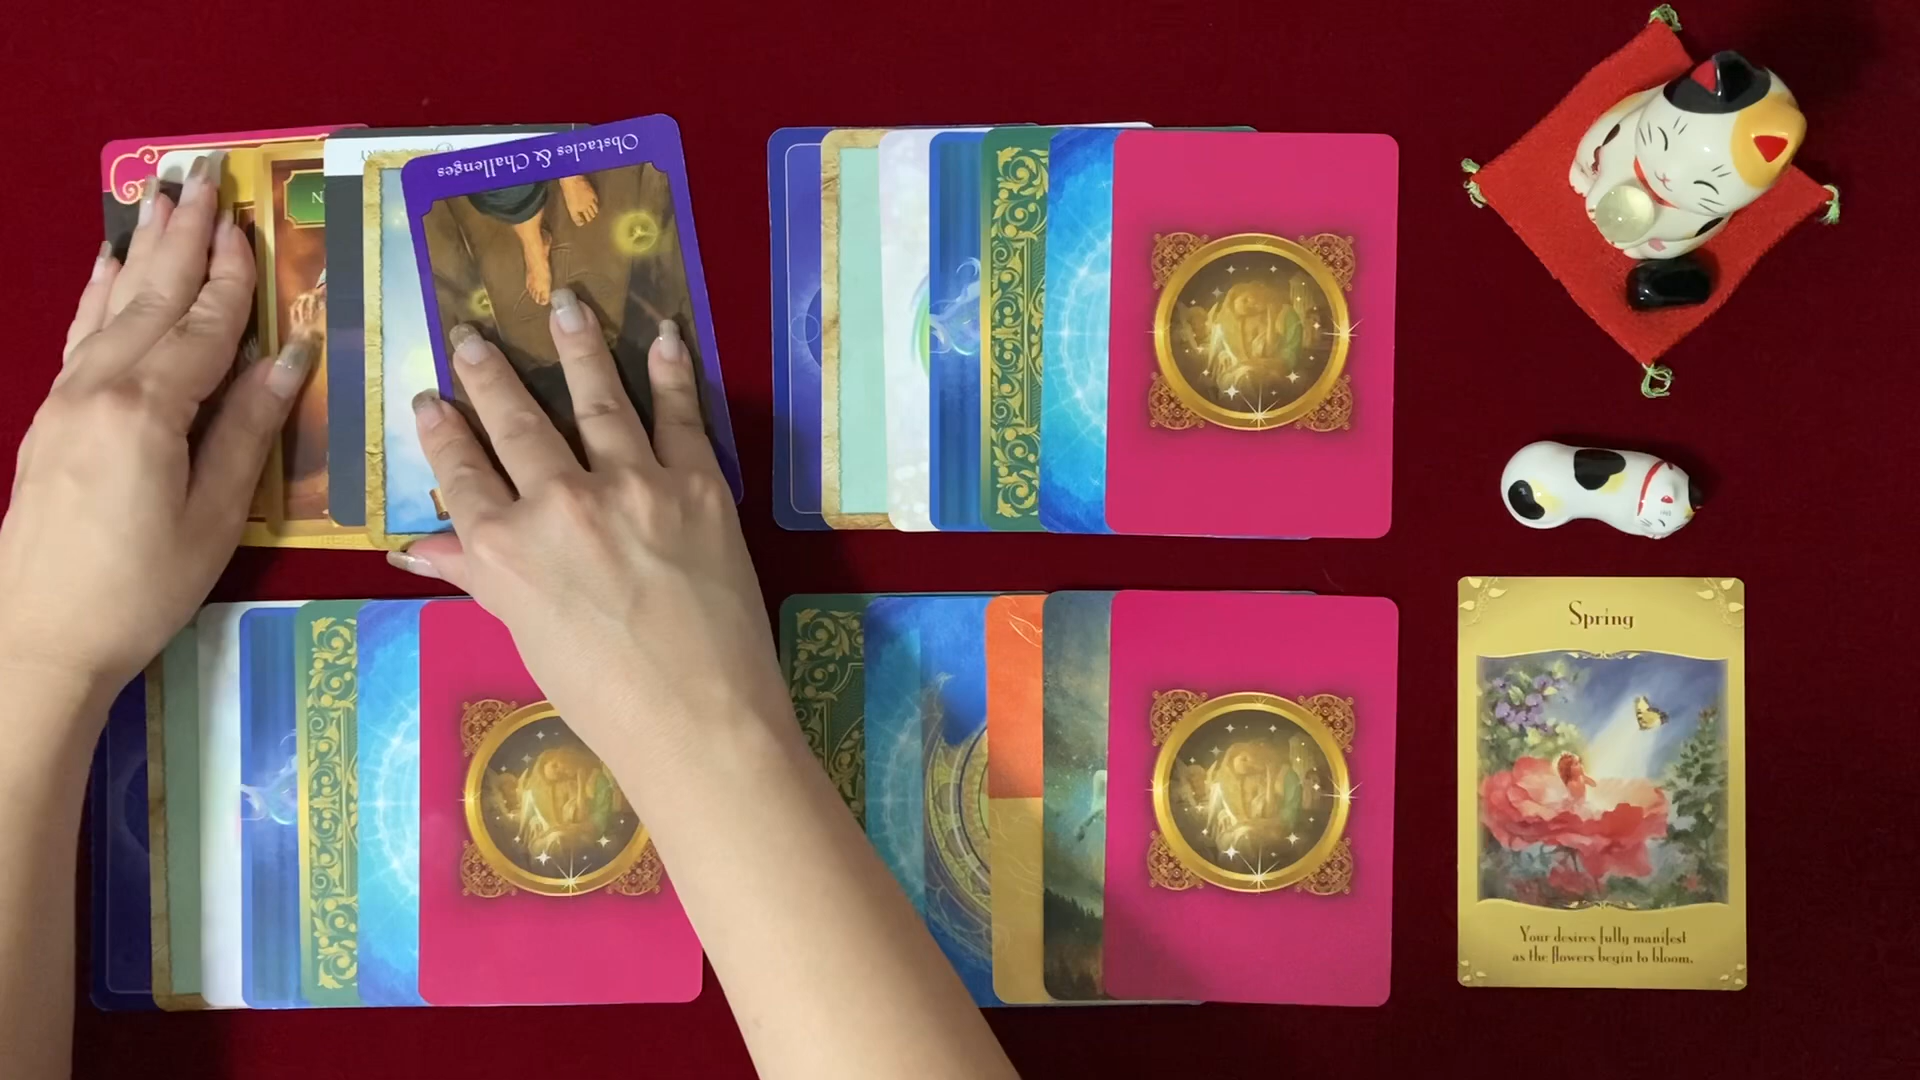 Obstacles & Challenges
Spring
Your desires fully manifest
as the flowers begin to bloom.